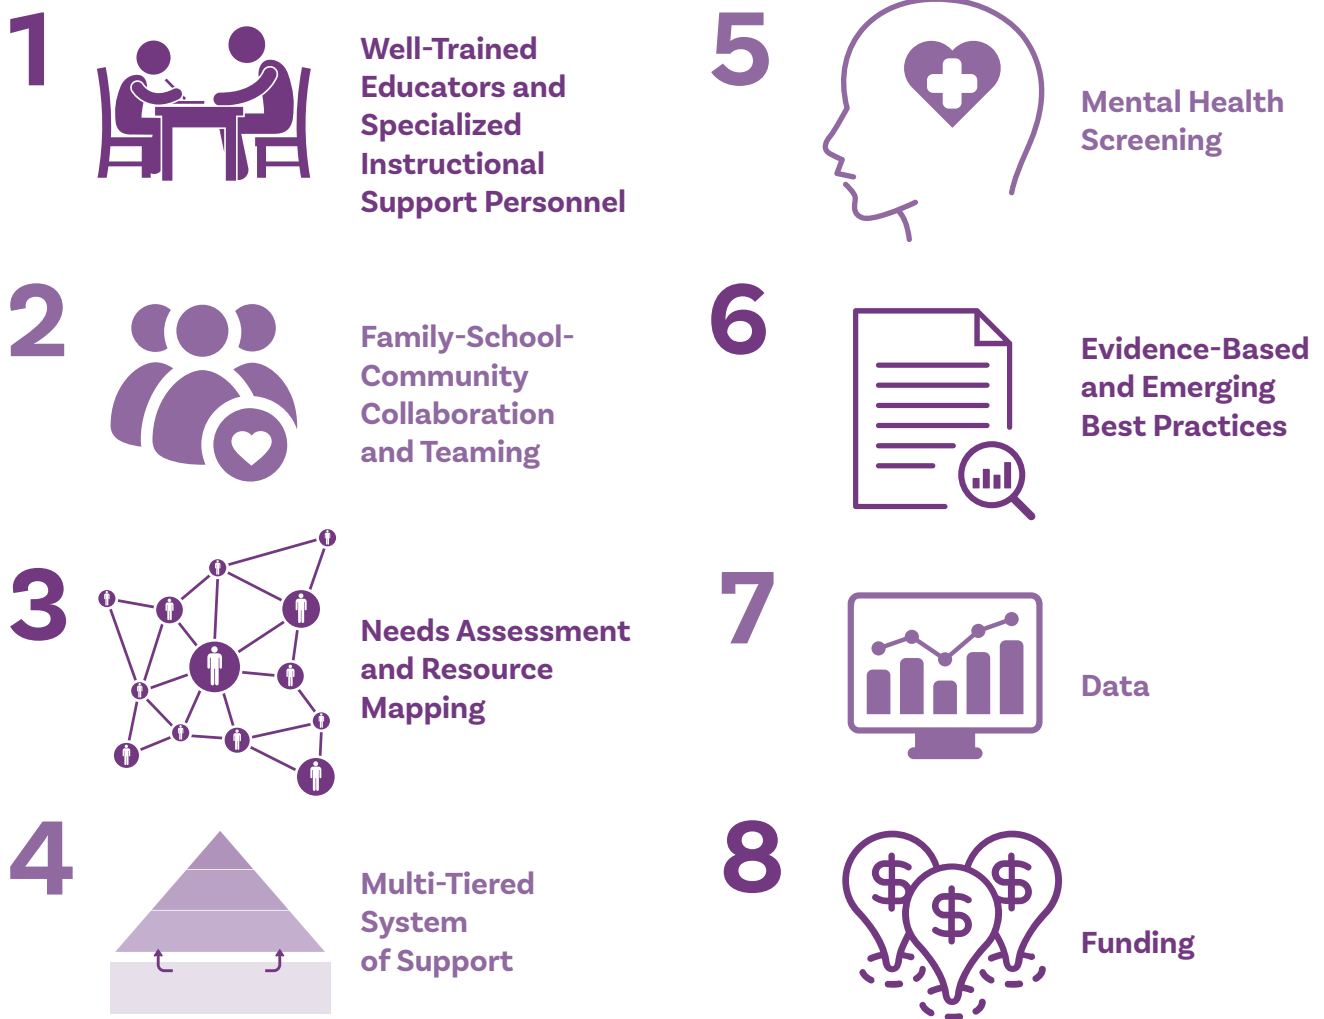 1
Well-Trained
Educators and
Specialized
Instructional
Support Personnel
2
Family-School-
Community
Collaboration
and Teaming
3
Needs Assessment
and Resource
Mapping
4
Multi-Tiered
System
of Support
5
Mental Health
Screening
6
Evidence-Based
and Emerging
Best Practices
7
Data
8
$ $ $
Funding